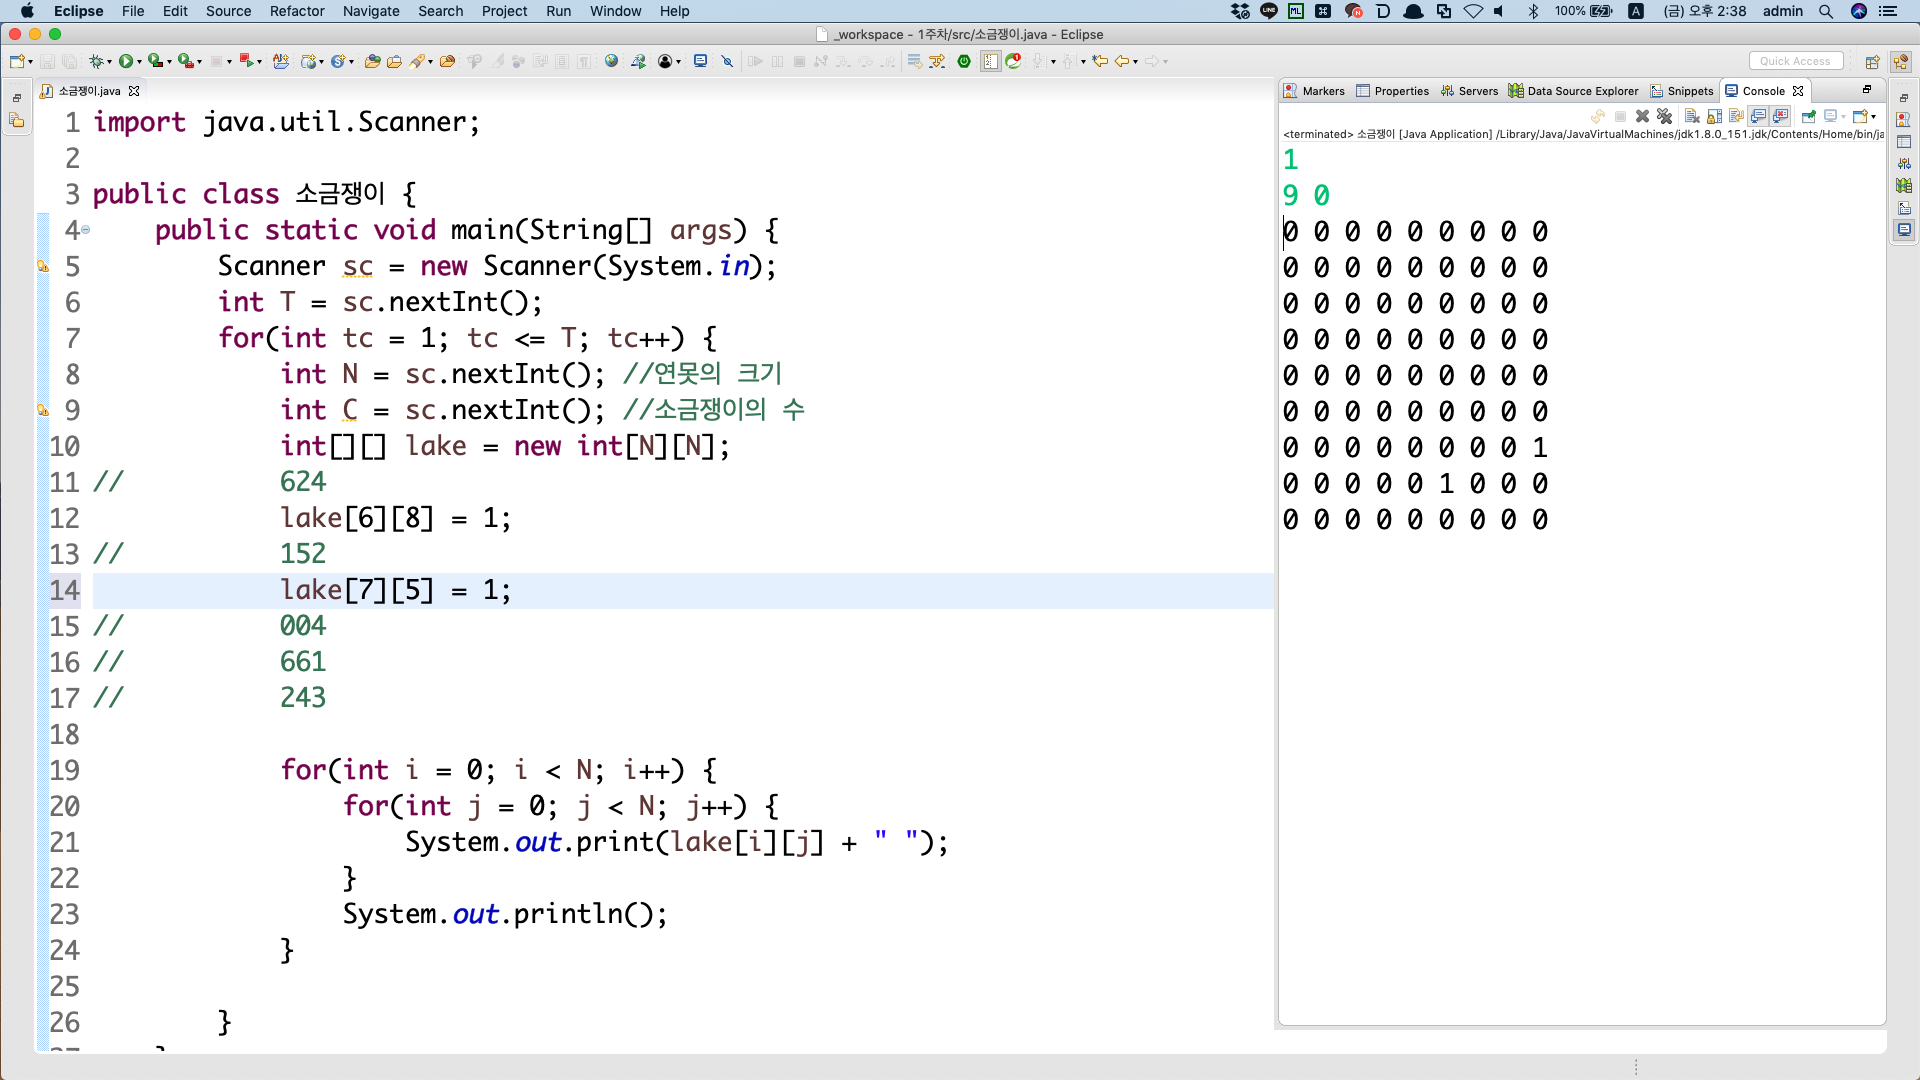 Eclipse File Edit Source Refactor Navigate Search Project Run Window Help 100% A (금) 오후 2:38 admin
_workspace - 1주차/src/소금쟁이.java - Eclipse
Quick Access
소금쟁이.java
1 import java.util.Scanner;
2
3 public class 소금쟁이 {
4 public static void main(String[] args) {
5 Scanner sc = new Scanner(System.in);
6 int T = sc.nextInt();
7 for(int tc = 1; tc <= T; tc++) {
8 int N = sc.nextInt(); //연못의 크기
9 int C = sc.nextInt(); //소금쟁이의 수
10 int[][] lake = new int[N][N];
11 // 624
12 lake[6][8] = 1;
13 // 152
14 lake[7][5] = 1;
15 // 004
16 // 661
17 // 243
18
19 for(int i = 0; i < N; i++) {
20 for(int j = 0; j < N; j++) {
21 System.out.print(lake[i][j] + " ");
22 }
23 System.out.println();
24 }
25
26 }
Markers Properties Servers Data Source Explorer Snippets Console
<terminated> 소금쟁이 [Java Application] /Library/Java/JavaVirtualMachines/jdk1.8.0_151.jdk/Contents/Home/bin/ja
1
9 0
0 0 0 0 0 0 0 0 0
0 0 0 0 0 0 0 0 0
0 0 0 0 0 0 0 0 0
0 0 0 0 0 0 0 0 0
0 0 0 0 0 0 0 0 0
0 0 0 0 0 0 0 0 0
0 0 0 0 0 0 0 0 1
0 0 0 0 0 1 0 0 0
0 0 0 0 0 0 0 0 0